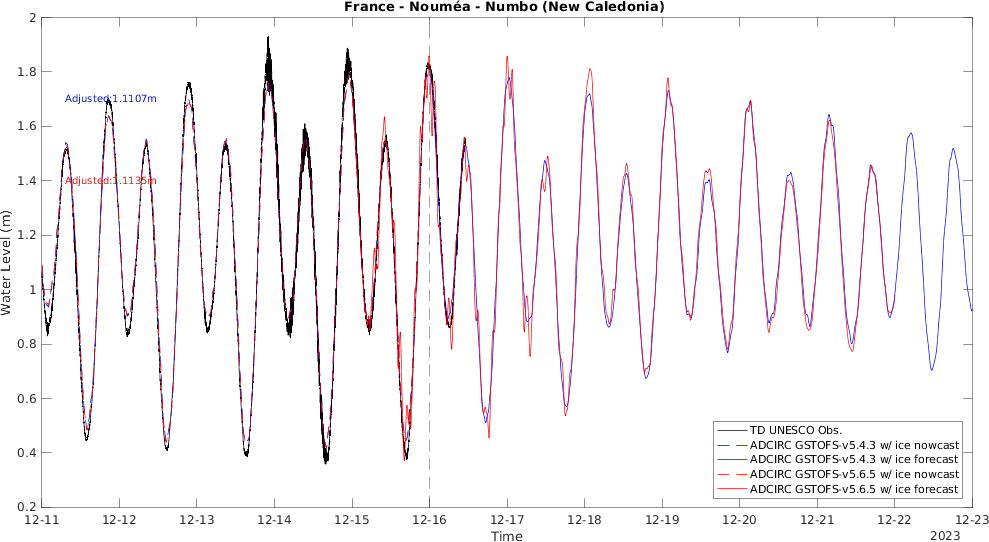 France - Nouméa - Numbo (New Caledonia)
2
1.8
1.6
1.4
1.2
1
0.8
0.6
0.4
0.2
Water Level (m)
Adjusted:1.1107m
Adjusted:1.1135m
TD UNESCO Obs.
ADCIRC GSTOFS-v5.4.3 w/ ice nowcast
ADCIRC GSTOFS-v5.4.3 w/ ice forecast
ADCIRC GSTOFS-v5.6.5 w/ ice nowcast
ADCIRC GSTOFS-v5.6.5 w/ ice forecast
12-11 12-12 12-13 12-14 12-15 12-16 12-17 12-18 12-19 12-20 12-21 12-22 12-23
Time
2023